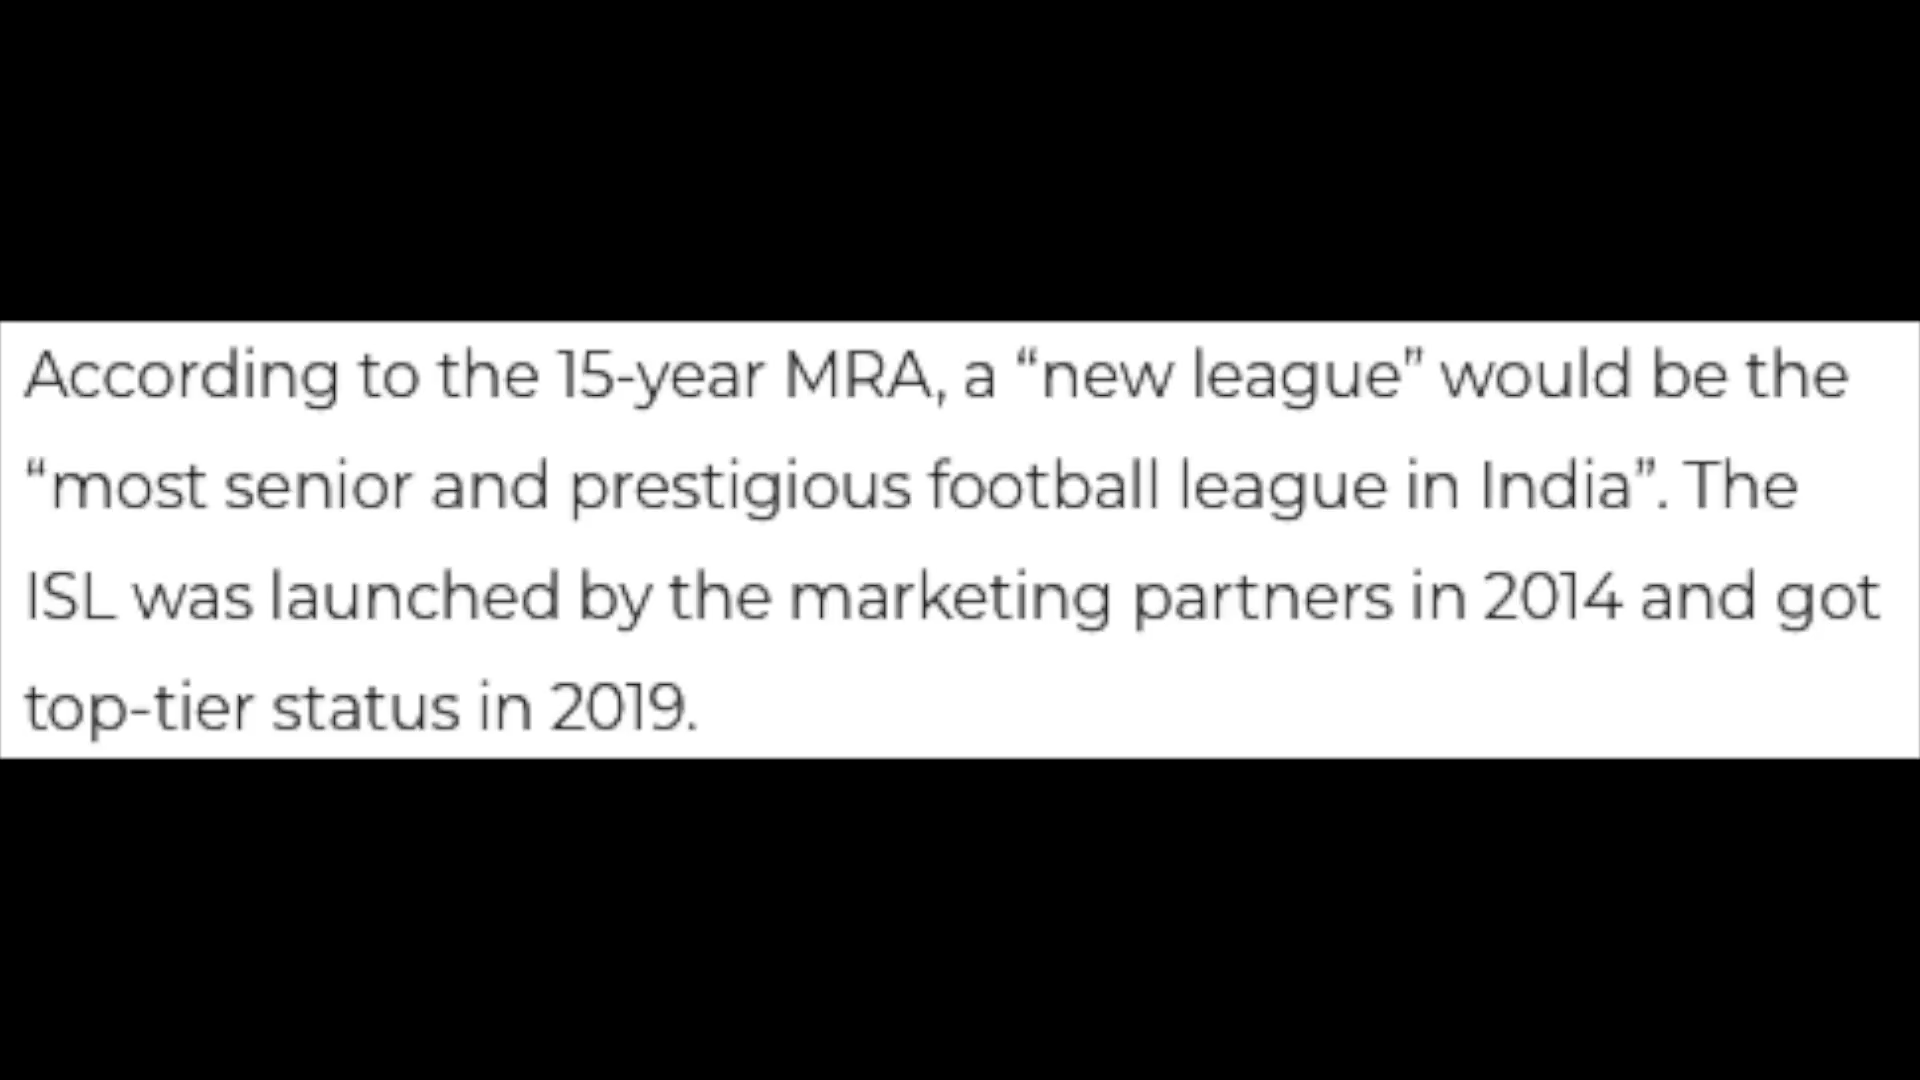 According to the 15-year MRA, a “new league” would be the
“most senior and prestigious football league in India”. The
ISL was launched by the marketing partners in 2014 and got
top-tier status in 2019.